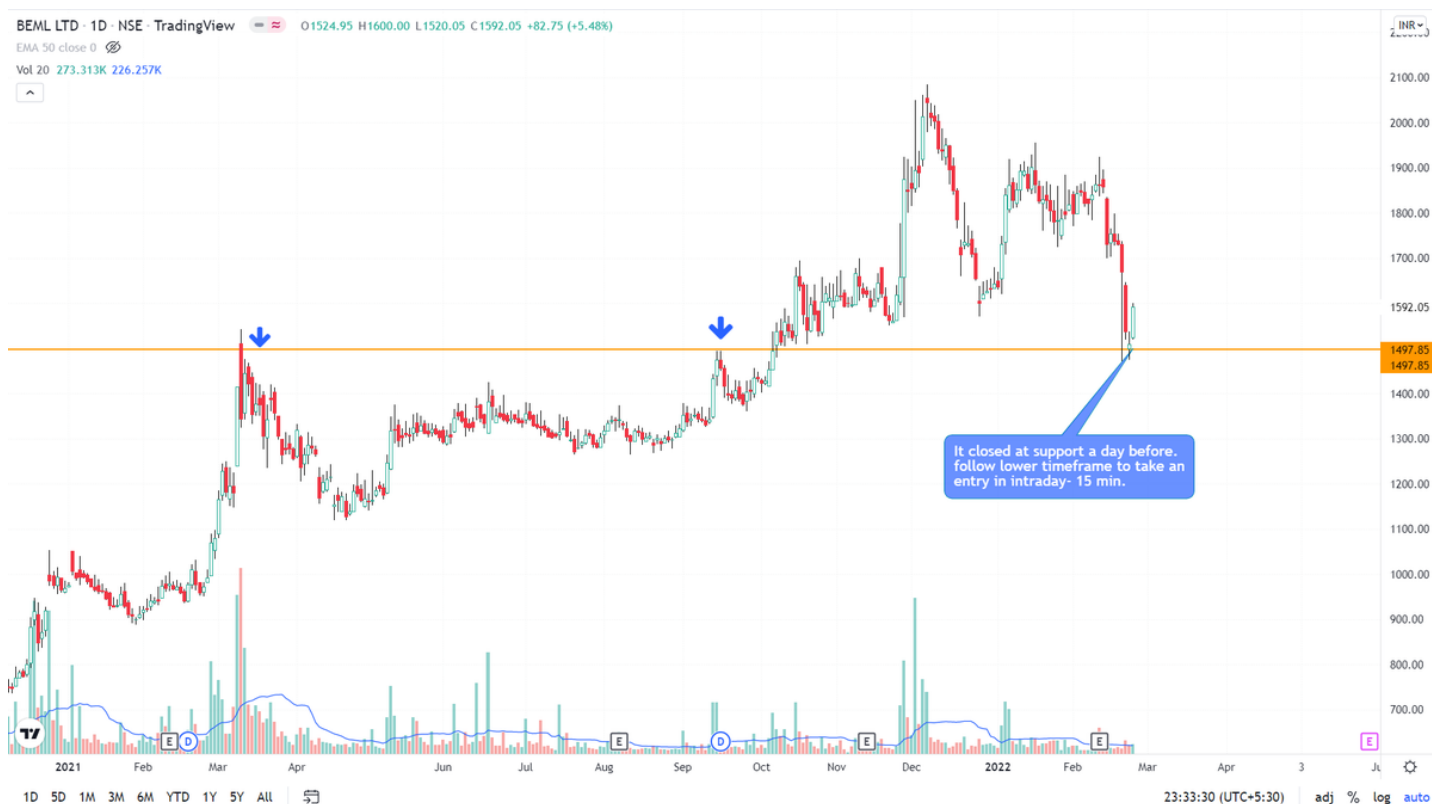 BEML LTD · 1D · NSE · TradingView O1524.95 H1600.00 L1520.05 C1592.05 +82.75 (+5.48%)
EMA 50 close 0
Vol 20 273.313K 226.257K
INR
2200.00
2100.00
2000.00
1900.00
1800.00
1700.00
1592.05
1497.85
1497.85
1400.00
1300.00
1200.00
1100.00
1000.00
900.00
800.00
700.00
It closed at support a day before.
follow lower timeframe to take an
entry in intraday- 15 min.
E D E D E E E
2021 Feb Mar Apr Jun Jul Aug Sep Oct Nov Dec 2022 Feb Mar Apr 3
1D 5D 1M 3M 6M YTD 1Y 5Y All 23:33:30 (UTC+5:30) adj % log auto